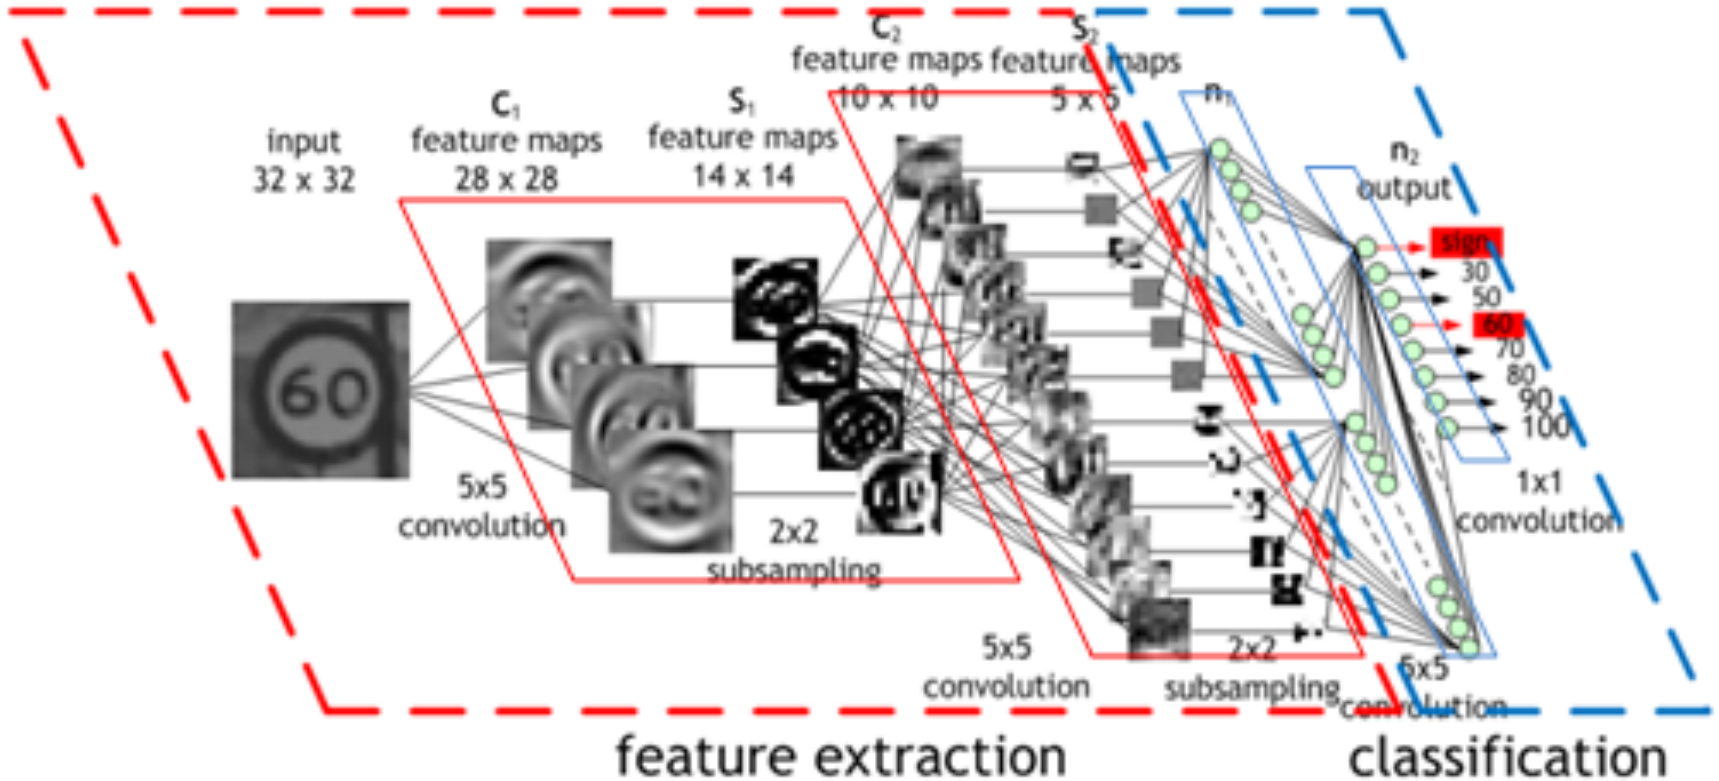 input
32 x 32
C1
feature maps
28 x 28
S1
feature maps
14 x 14
C2
feature maps
10 x 10
S2
feature maps
5 x 5
n1
n2
output
60
sign
30
50
60
70
80
90
100
5x5
convolution
2x2
subsampling
5x5
convolution
2x2
subsampling
5x5
convolution
1x1
convolution
feature extraction
classification